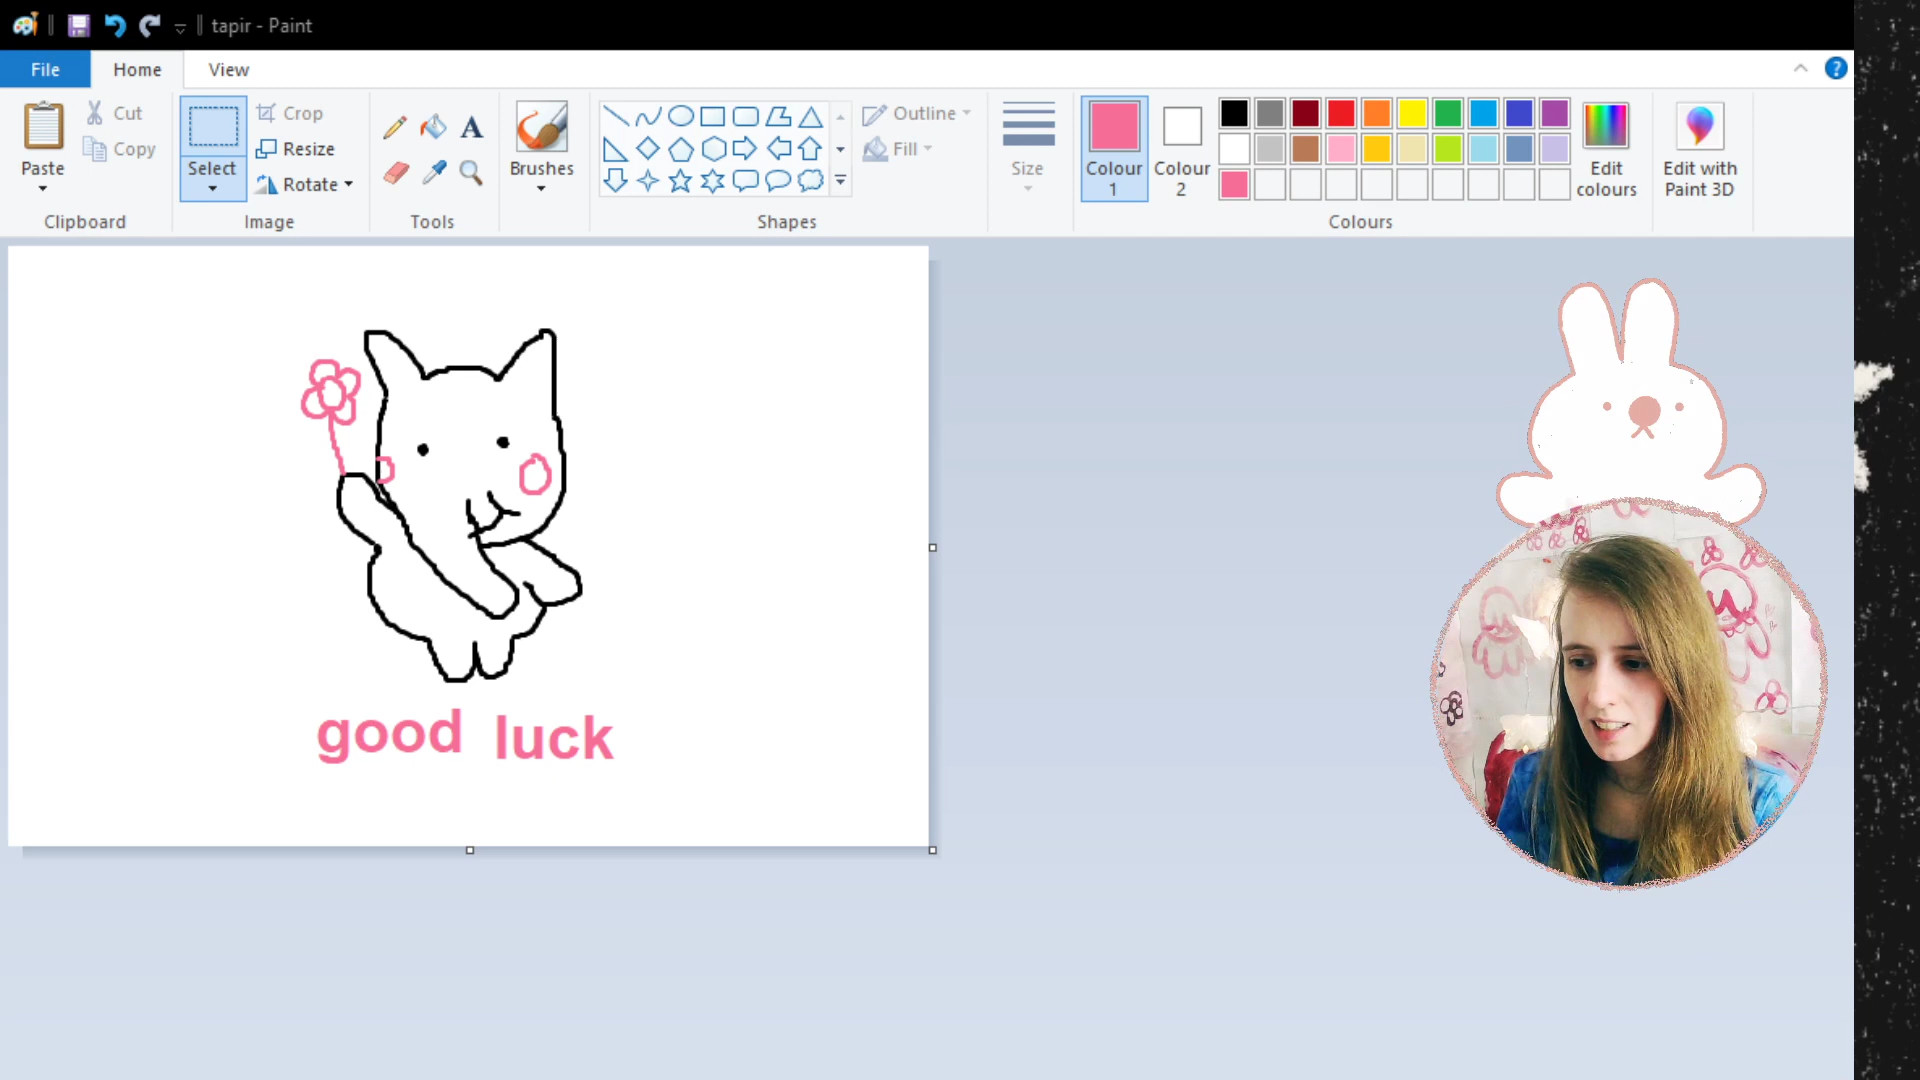 tapir - Paint
File Home View
Paste
Cut
Copy
Clipboard
Select
Crop
Resize
Rotate
Image
A
Tools
Brushes
Shapes
Outline
Fill
Size
Colour
1
Colour
2
Edit
colours
Colours
Edit with
Paint 3D
?
good luck